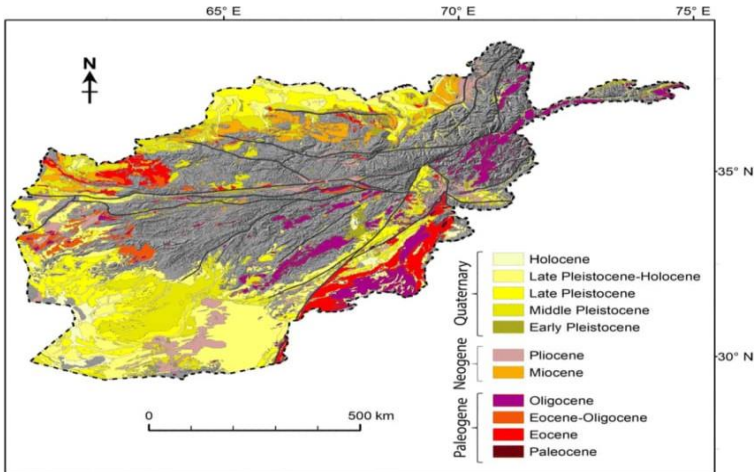 65° E
70° E
75° E
N
35° N
30° N
Quaternary
Holocene
Late Pleistocene-Holocene
Late Pleistocene
Middle Pleistocene
Early Pleistocene
Neogene
Pliocene
Miocene
Paleogene
Oligocene
Eocene-Oligocene
Eocene
Paleocene
0
500 km